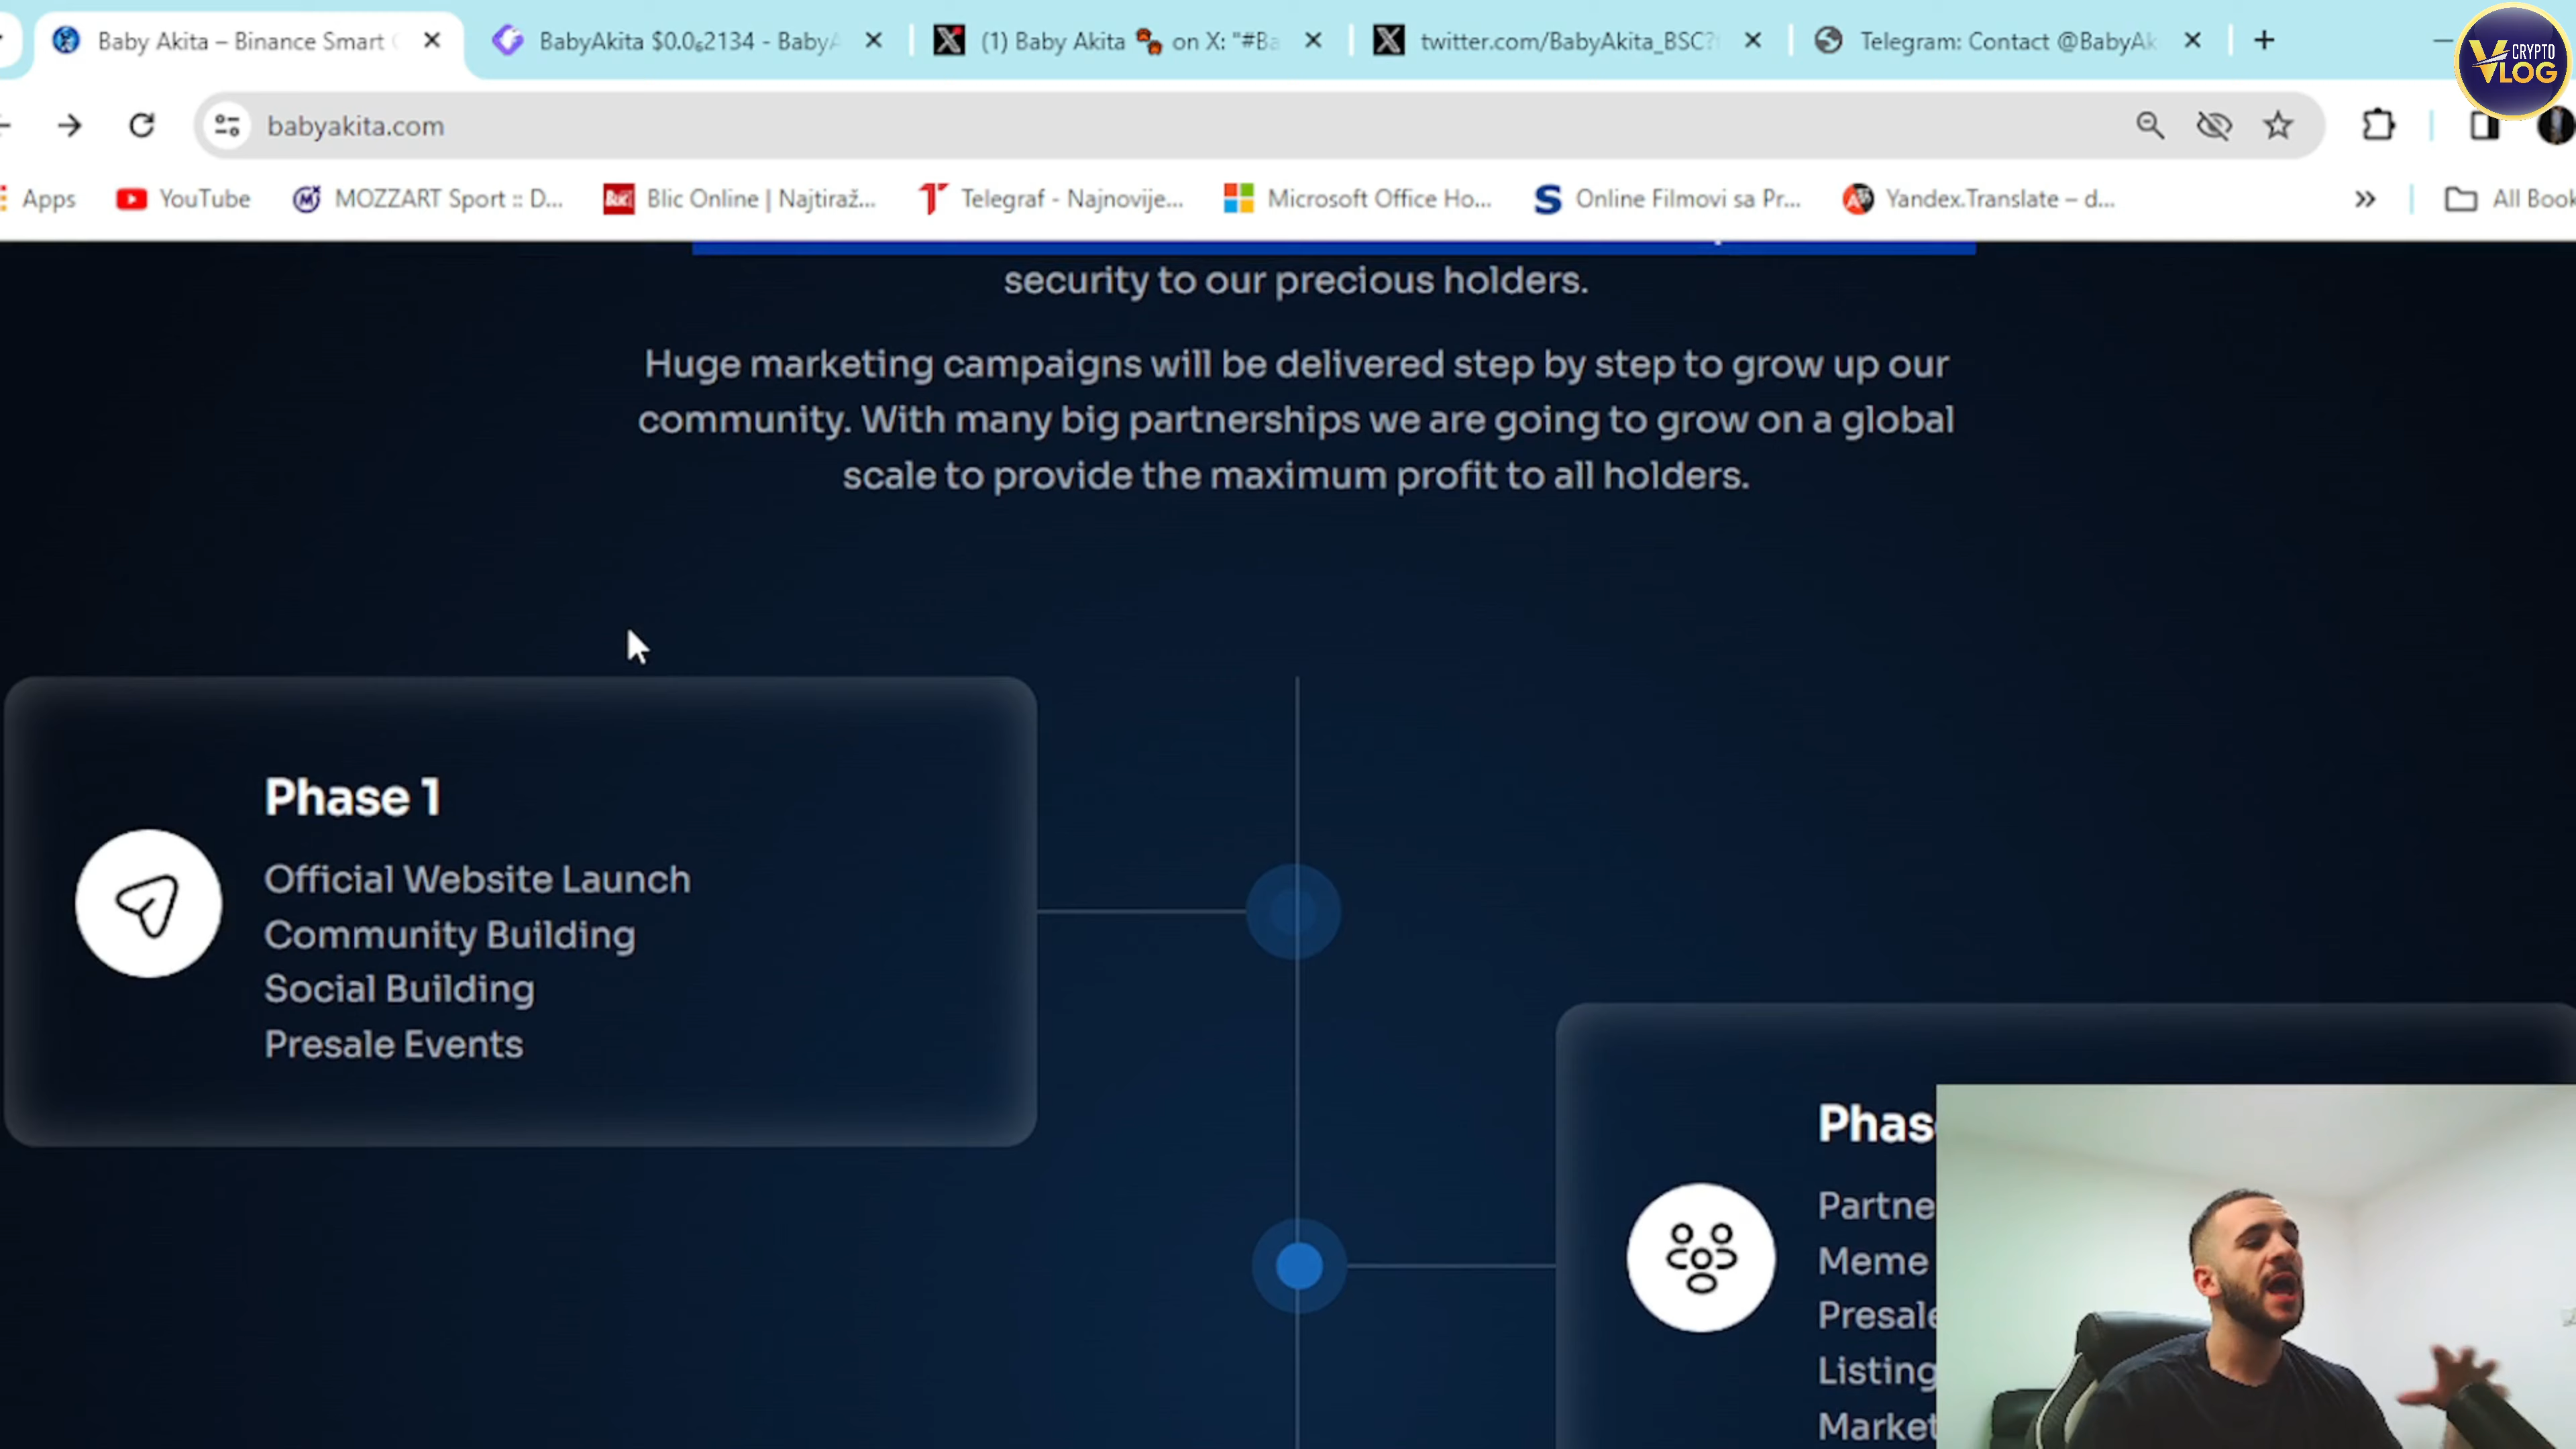 Baby Akita – Binance Smart
BabyAkita $0.0₆2134 - Baby
(1) Baby Akita on X: "#Ba
twitter.com/BabyAkita_BSC?
Telegram: Contact @BabyAk
CRYPTO
VLOG
babyakita.com
Apps
YouTube
MOZZART Sport :: D...
Blic Online | Najtiraž...
Telegraf - Najnovije...
Microsoft Office Ho...
Online Filmovi sa Pr...
Yandex.Translate – d...
All Book
security to our precious holders.
Huge marketing campaigns will be delivered step by step to grow up our
community. With many big partnerships we are going to grow on a global
scale to provide the maximum profit to all holders.
Phase 1
Official Website Launch
Community Building
Social Building
Presale Events
Phas
Partne
Meme
Presale
Listing
Market